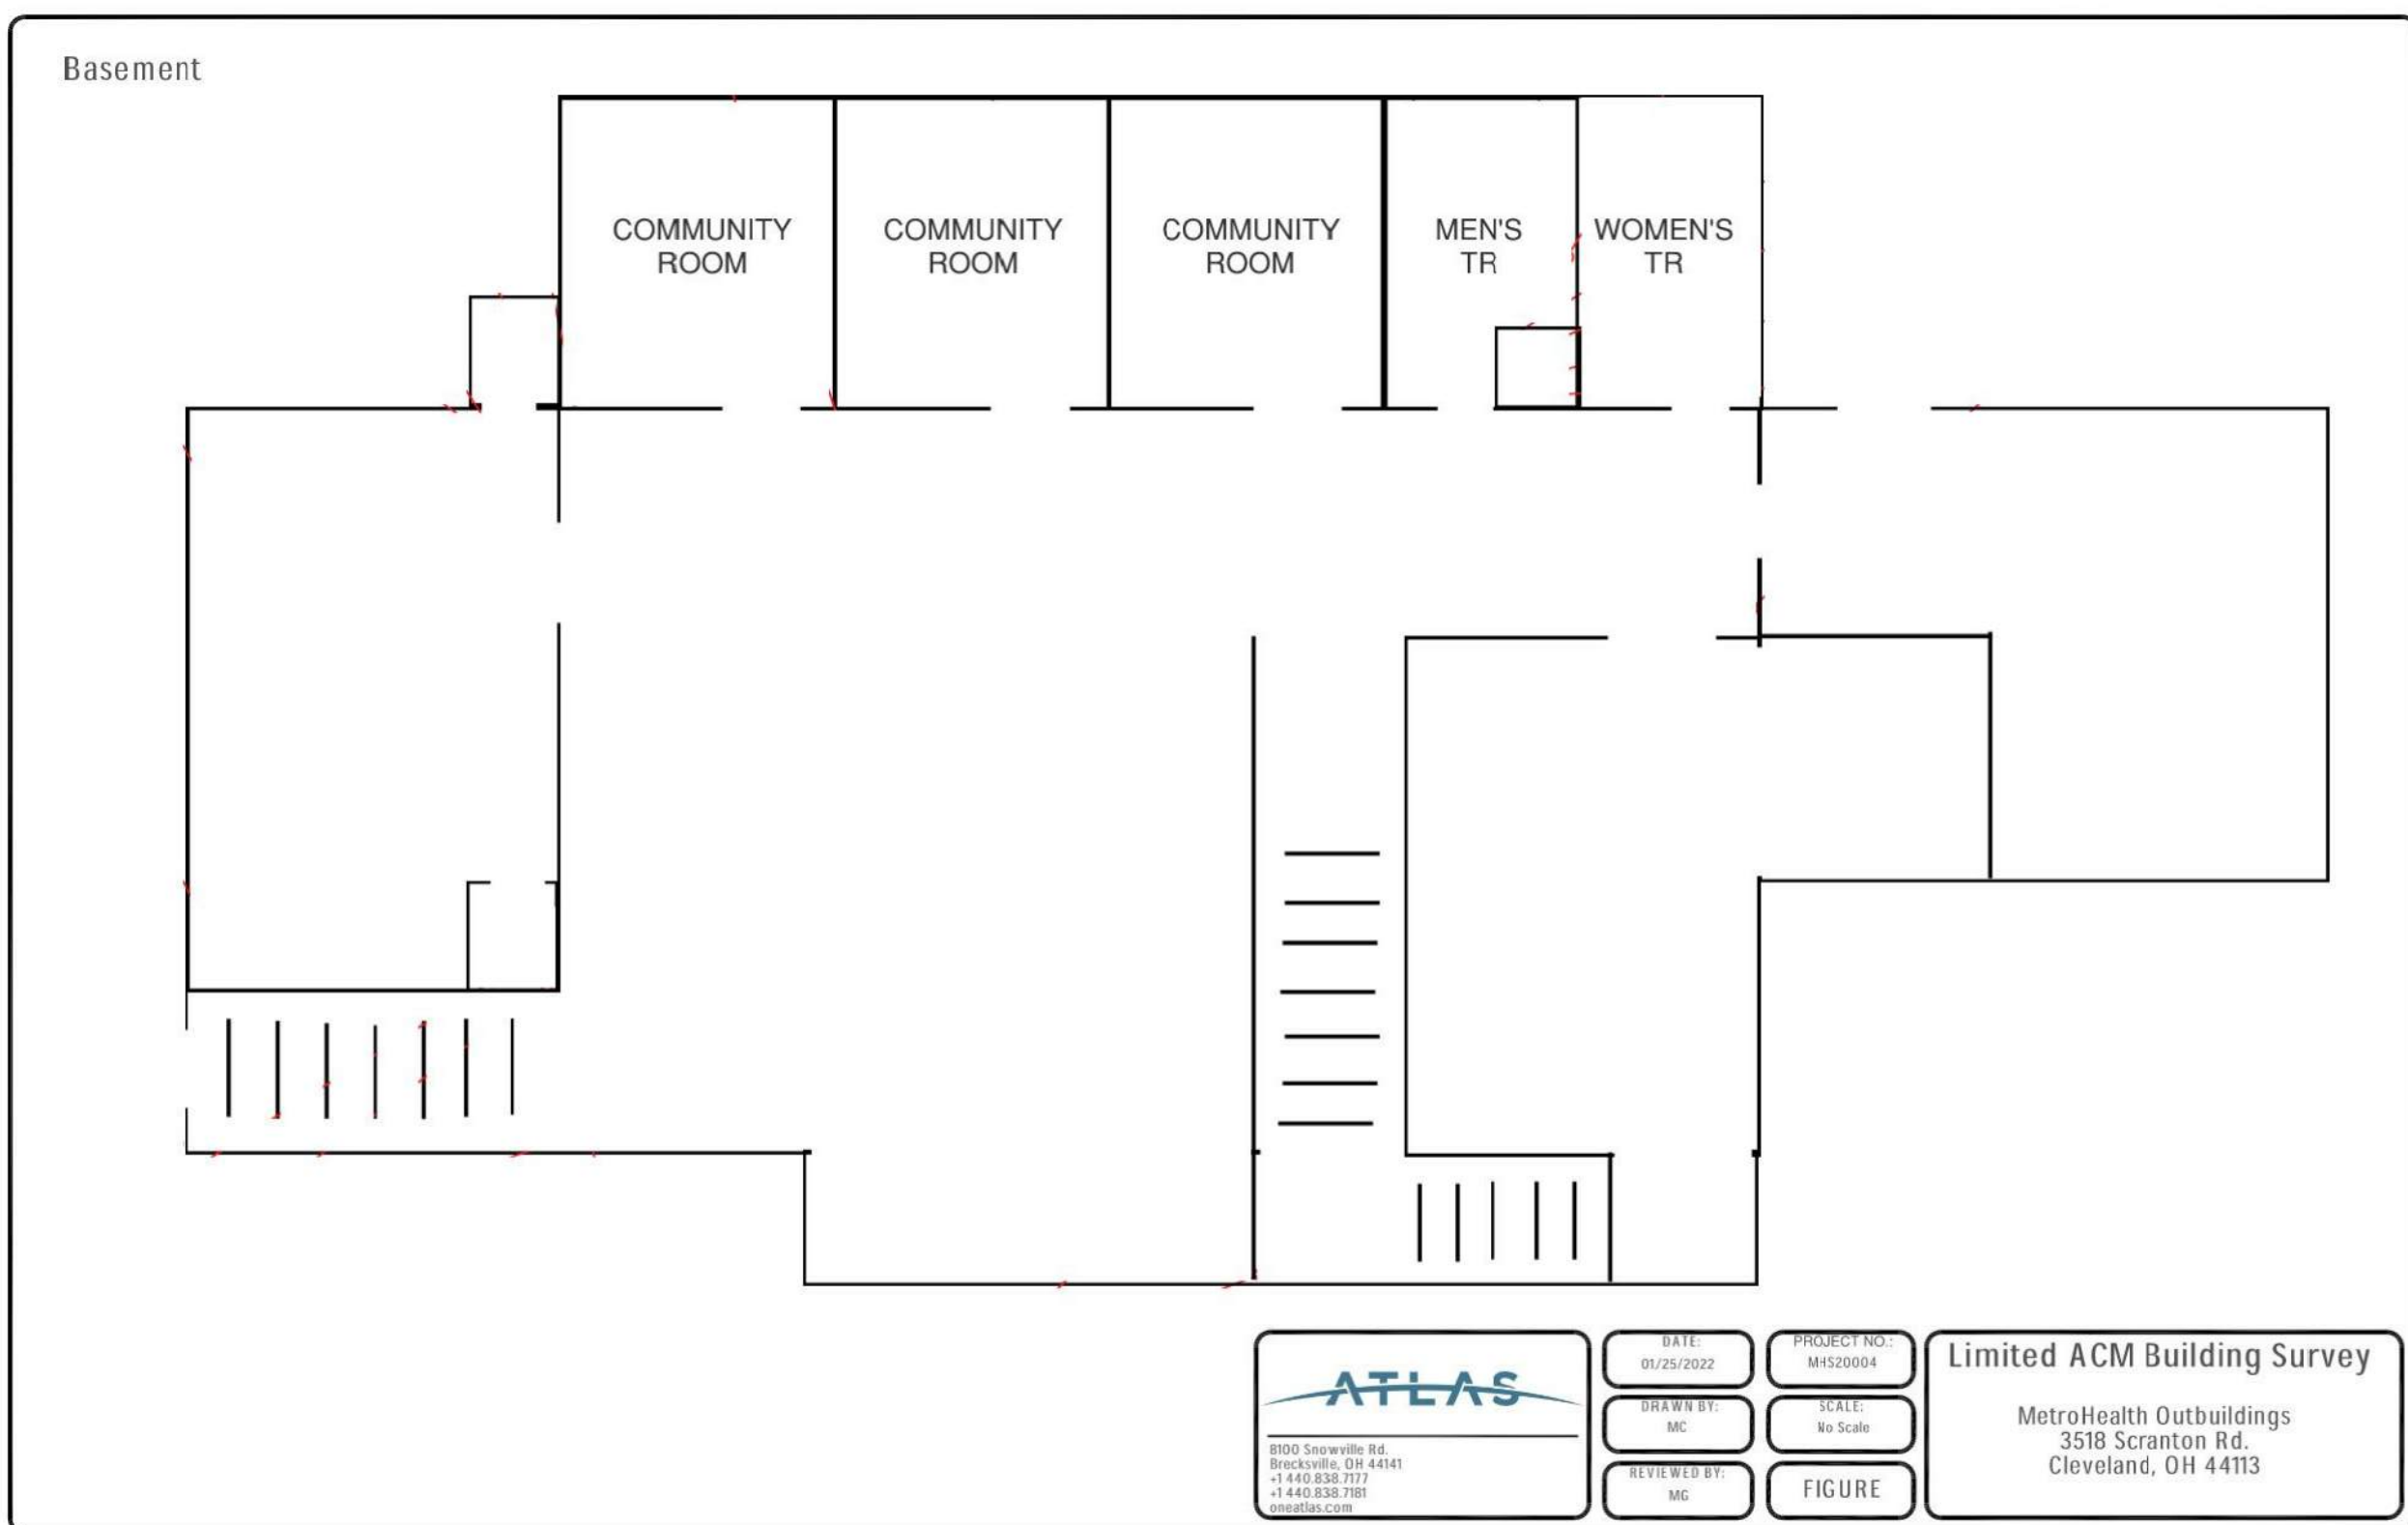 Basement
COMMUNITY
ROOM
COMMUNITY
ROOM
COMMUNITY
ROOM
MEN'S
TR
WOMEN'S
TR
ATLAS
8100 Snowville Rd.
Brecksville, OH 44141
+1 440.838.7177
+1 440.838.7181
oneatlas.com
DATE:
01/25/2022
DRAWN BY:
MC
REVIEWED BY:
MG
PROJECT NO.:
MHS20004
SCALE:
No Scale
FIGURE
Limited ACM Building Survey
MetroHealth Outbuildings
3518 Scranton Rd.
Cleveland, OH 44113